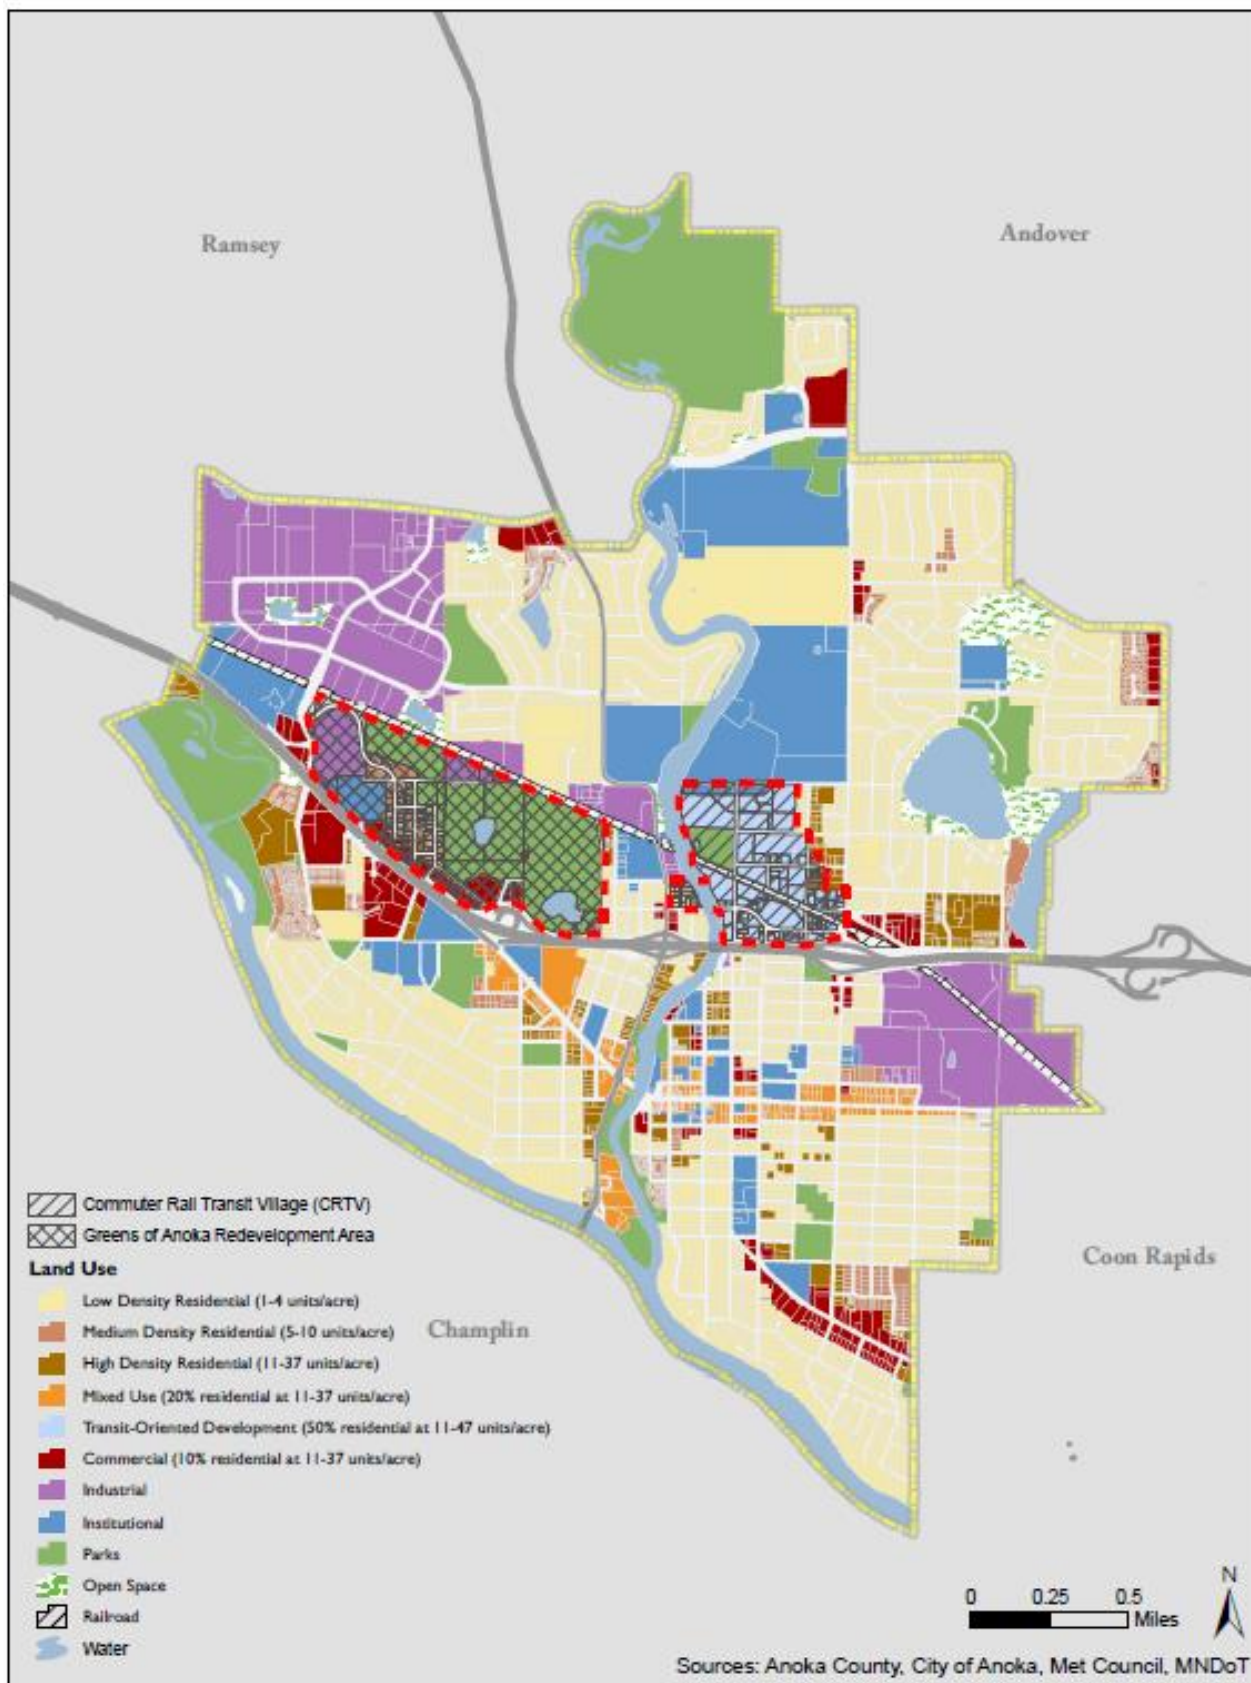 Ramsey
Andover
Coon Rapids
Champlin
Commuter Rail Transit Village (CRTV)
Greens of Anoka Redevelopment Area
Land Use
Low Density Residential (1-4 units/acre)
Medium Density Residential (5-10 units/acre)
High Density Residential (11-37 units/acre)
Mixed Use (20% residential at 11-37 units/acre)
Transit-Oriented Development (50% residential at 11-47 units/acre)
Commercial (10% residential at 11-37 units/acre)
Industrial
Institutional
Parks
Open Space
Railroad
Water
N
0 0.25 0.5
Miles
Sources: Anoka County, City of Anoka, Met Council, MNDoT